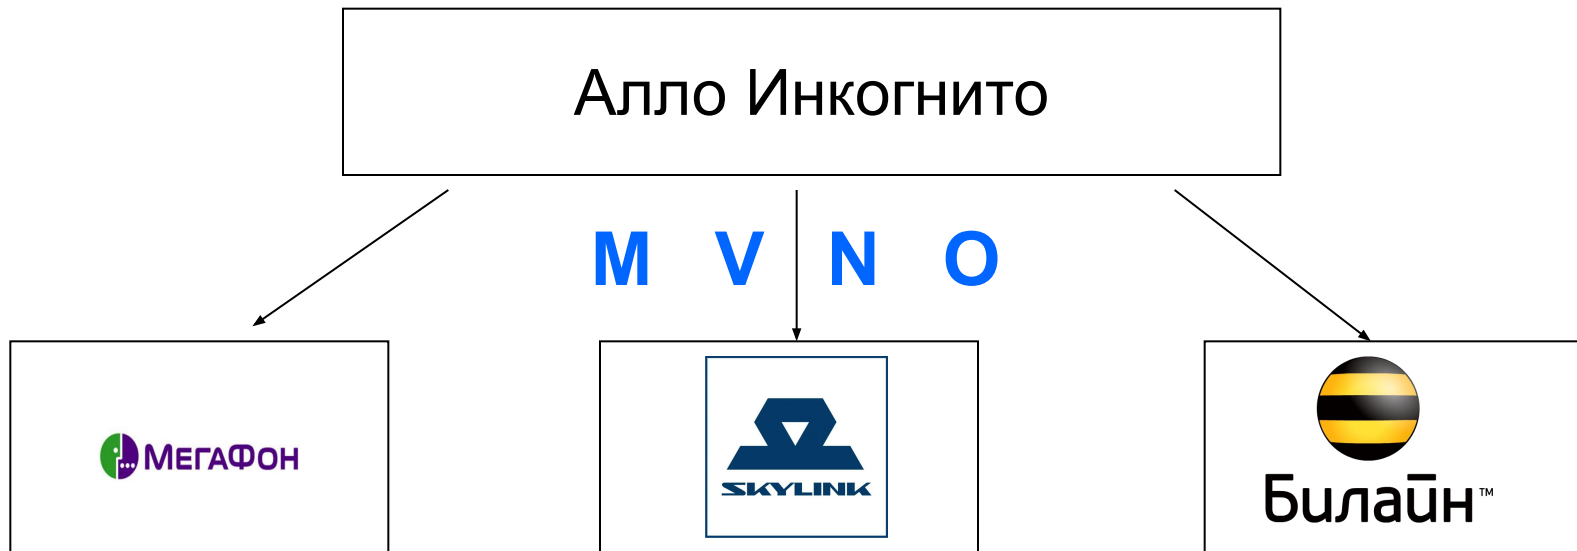 Алло Инкогнито
M V N O
МегаФон
SKYLINK
Билайн™